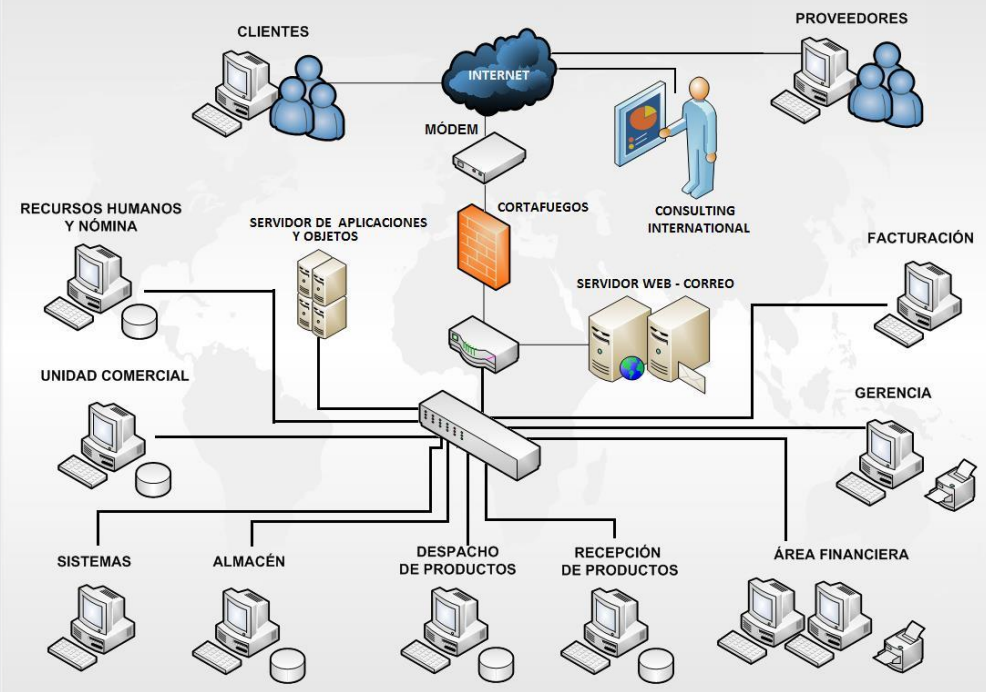 CLIENTES
PROVEEDORES
INTERNET
MÓDEM
CORTAFUEGOS
CONSULTING
INTERNATIONAL
RECURSOS HUMANOS
Y NÓMINA
SERVIDOR DE APLICACIONES
Y OBJETOS
FACTURACIÓN
SERVIDOR WEB - CORREO
UNIDAD COMERCIAL
GERENCIA
SISTEMAS
ALMACÉN
DESPACHO
DE PRODUCTOS
RECEPCIÓN
DE PRODUCTOS
ÁREA FINANCIERA